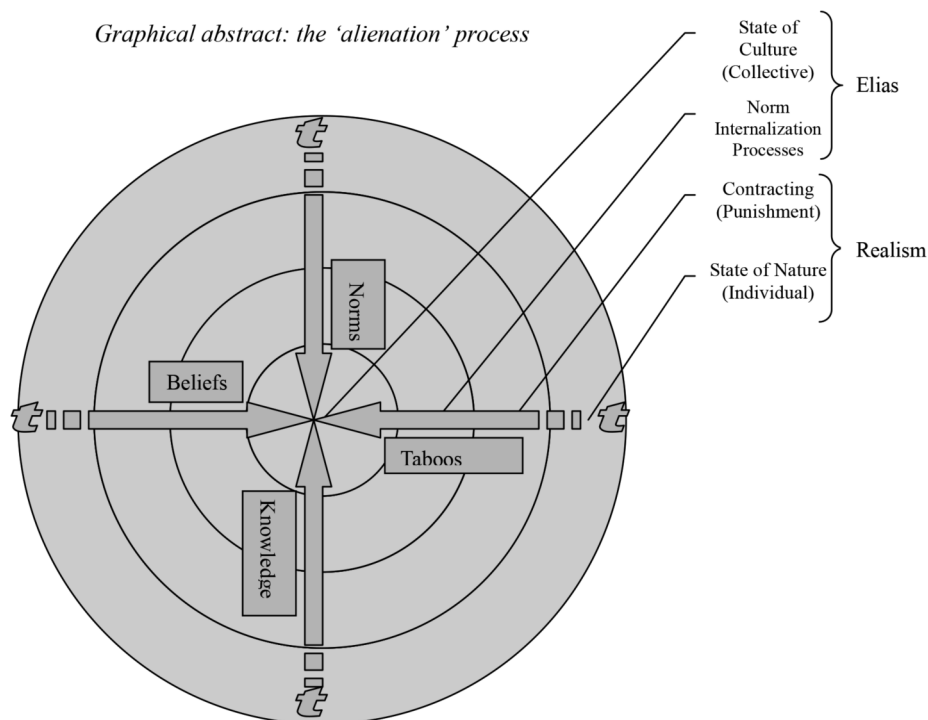 Graphical abstract: the ‘alienation’ process
State of
Culture
(Collective)
Elias
Norm
Internalization
Processes
Contracting
(Punishment)
Realism
State of Nature
(Individual)
t
Norms
Beliefs
t
t
Taboos
Knowledge
t